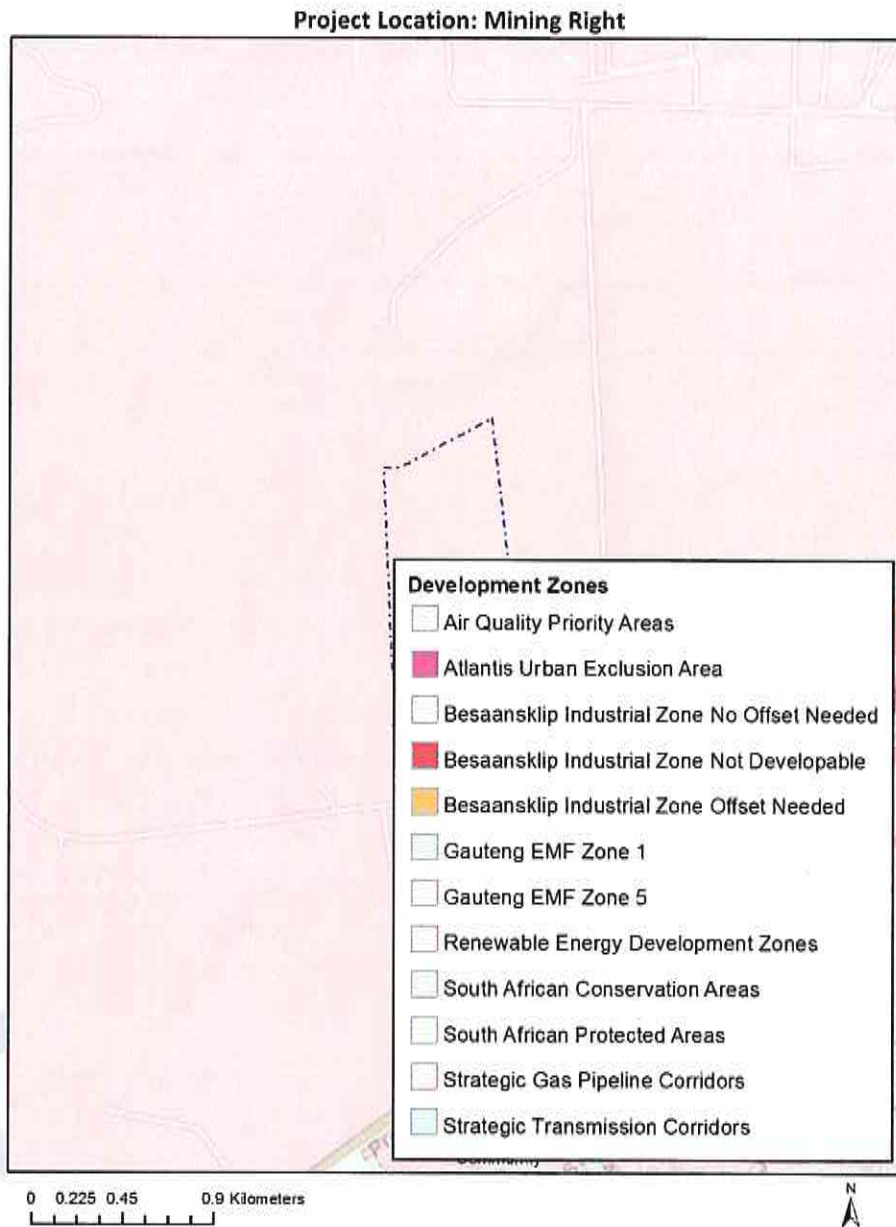 Project Location: Mining Right
Development Zones
Air Quality Priority Areas
Atlantis Urban Exclusion Area
Besaansklip Industrial Zone No Offset Needed
Besaansklip Industrial Zone Not Developable
Besaansklip Industrial Zone Offset Needed
Gauteng EMF Zone 1
Gauteng EMF Zone 5
Renewable Energy Development Zones
South African Conservation Areas
South African Protected Areas
Strategic Gas Pipeline Corridors
Strategic Transmission Corridors
0 0.225 0.45 0.9 Kilometers
N